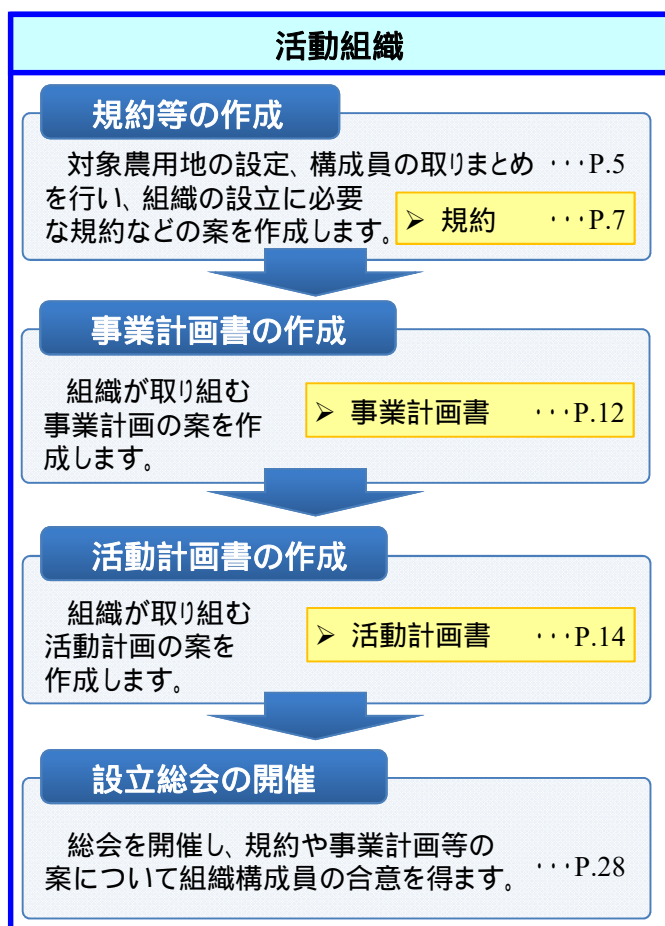 活動組織
規約等の作成
対象農用地の設定、構成員の取りまとめ ･･･P.5
を行い、組織の設立に必要
な規約などの案を作成します。
➢ 規約 ･･･P.7
事業計画書の作成
組織が取り組む
事業計画の案を作
成します。
➢ 事業計画書 ･･･P.12
活動計画書の作成
組織が取り組む
活動計画の案を
作成します。
➢ 活動計画書 ･･･P.14
設立総会の開催
総会を開催し、規約や事業計画等の
案について組織構成員の合意を得ます。 ･･･P.28